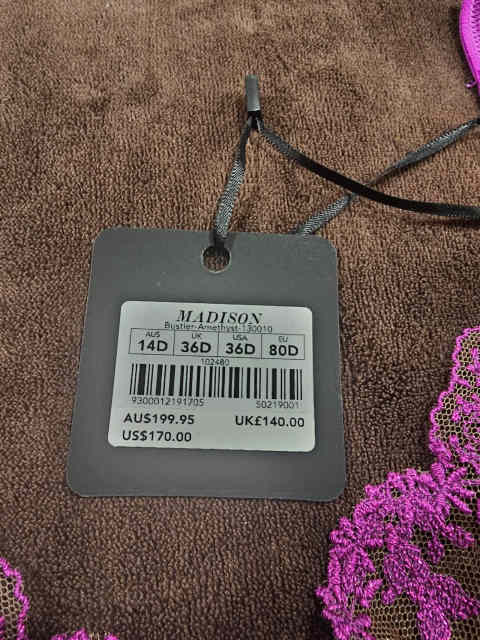 MADISON
Bustier-Amethyst-130010
AUS UK USA EU
14D 36D 36D 80D
102480
9300012191705 50219001
AU$199.95 UK£140.00
US$170.00